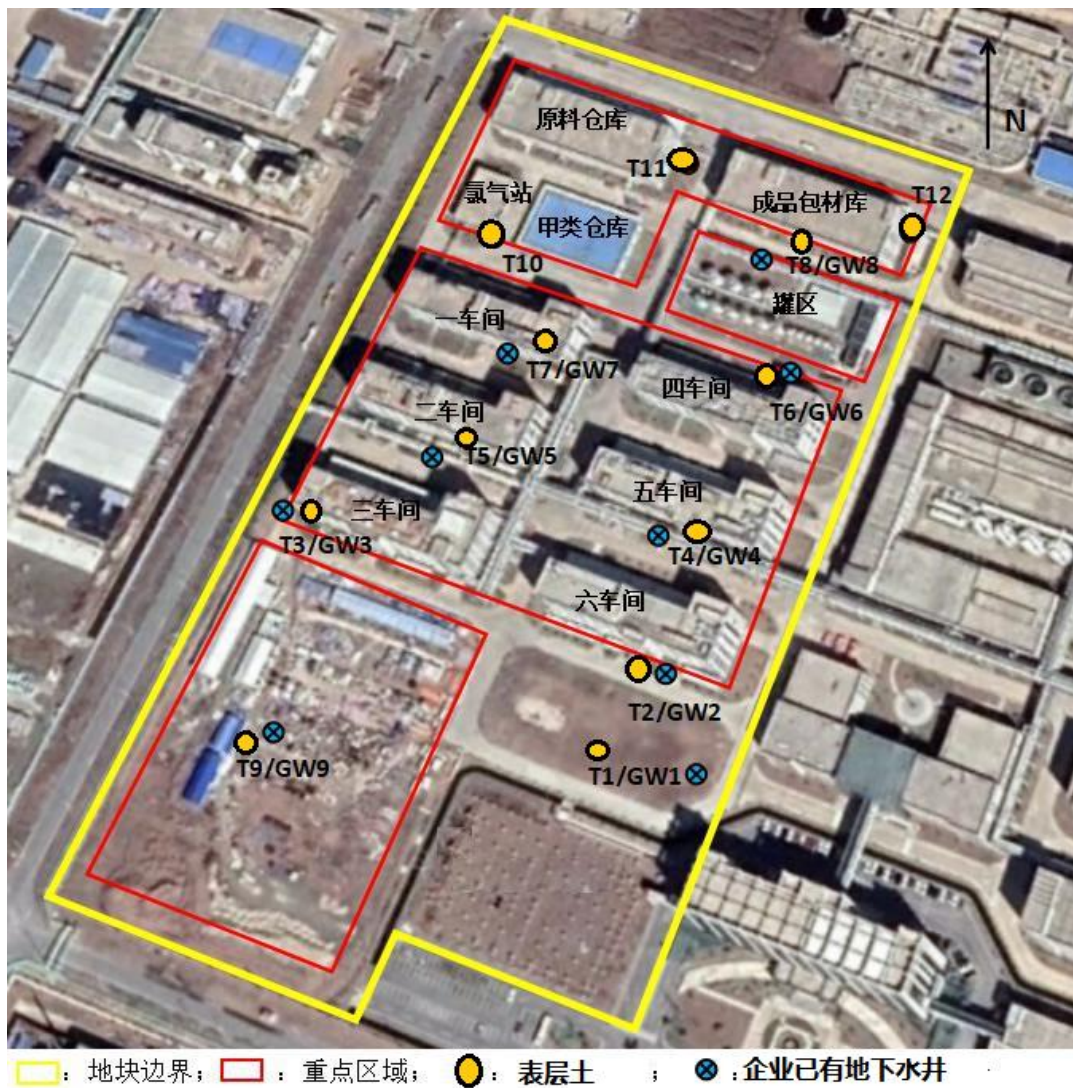 N
原料仓库
T11
氯气站
甲类仓库
T10
成品包材库
T12
T8/GW8
罐区
一车间
T7/GW7
四车间
T6/GW6
二车间
T5/GW5
五车间
T4/GW4
三车间
T3/GW3
六车间
T2/GW2
T9/GW9
T1/GW1
：地块边界；：重点区域；：表层土；：企业已有地下水井